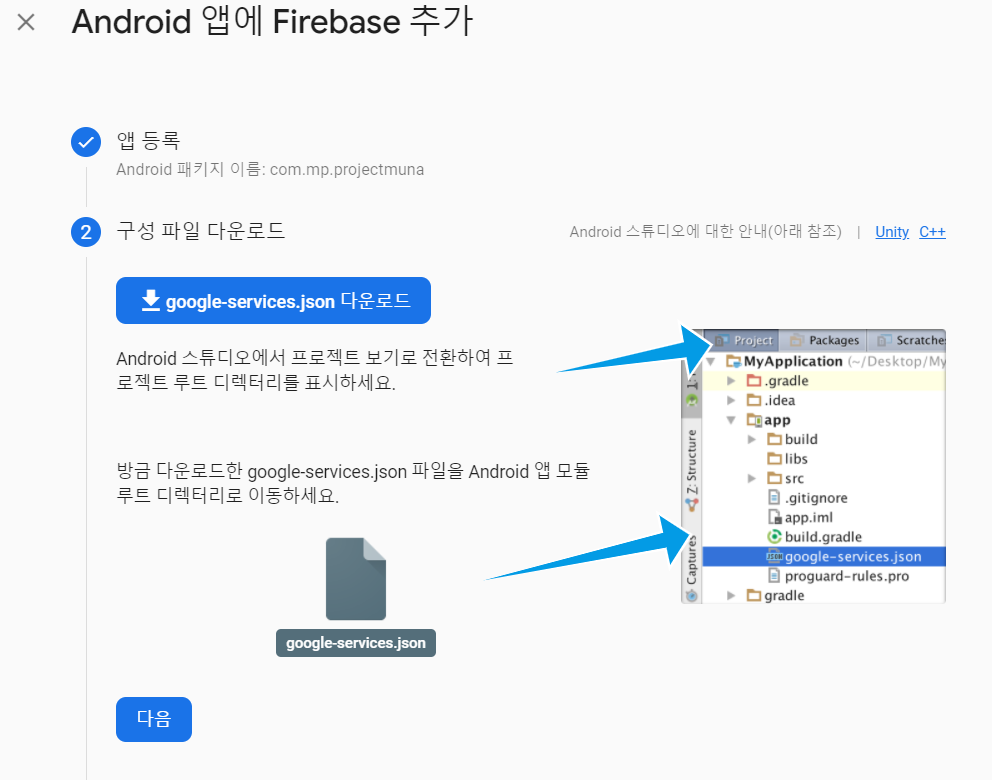 Android 앱에 Firebase 추가
앱 등록
Android 패키지 이름: com.mp.projectmuna
2 구성 파일 다운로드
Android 스튜디오에 대한 안내(아래 참조) | Unity C++
google-services.json 다운로드
Android 스튜디오에서 프로젝트 보기로 전환하여 프
로젝트 루트 디렉터리를 표시하세요.
방금 다운로드한 google-services.json 파일을 Android 앱 모듈
루트 디렉터리로 이동하세요.
google-services.json
Project Packages Scratches
MyApplication (~/Desktop/My
.gradle
.idea
app
build
libs
src
.gitignore
app.iml
build.gradle
google-services.json
proguard-rules.pro
gradle
Z: Structure
Captures
다음